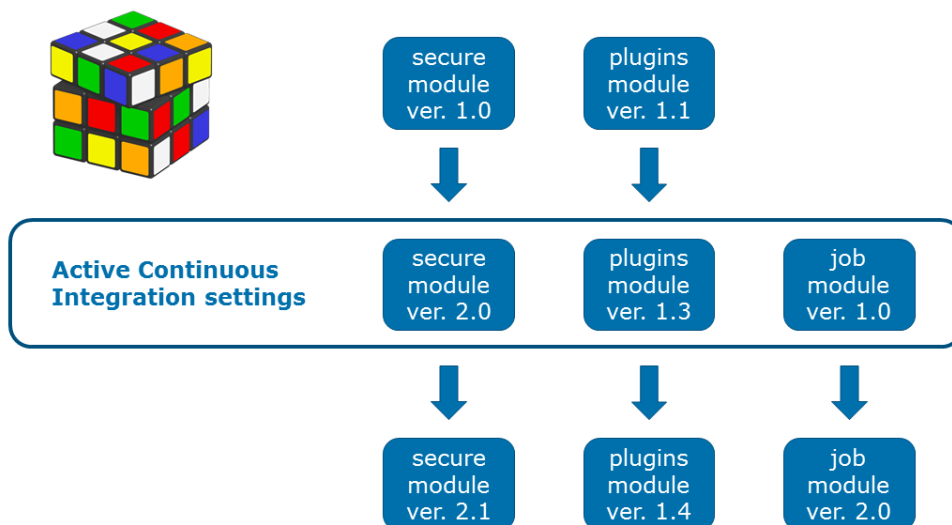 secure
module
ver. 1.0
plugins
module
ver. 1.1
Active Continuous
Integration settings
secure
module
ver. 2.0
plugins
module
ver. 1.3
job
module
ver. 1.0
secure
module
ver. 2.1
plugins
module
ver. 1.4
job
module
ver. 2.0